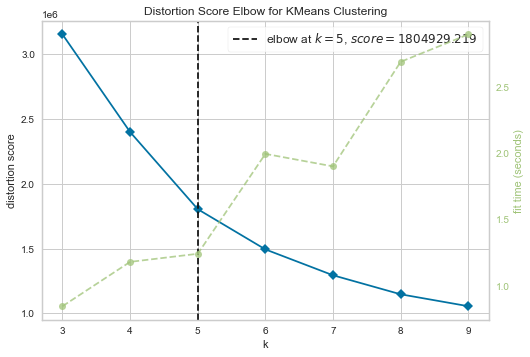 Distortion Score Elbow for KMeans Clustering
1e6
elbow at k = 5, score = 1804929.219
3.0
2.5
2.0
1.5
1.0
distortion score
2.5
2.0
1.5
1.0
fit time (seconds)
3 4 5 6 7 8 9
k